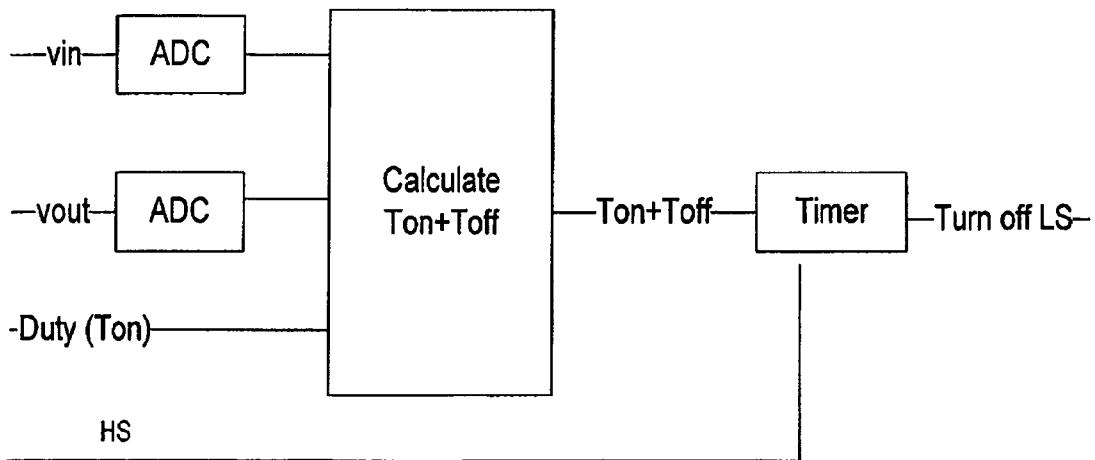 vin
ADC
vout
ADC
Duty (Ton)
HS
Calculate
Ton+Toff
Ton+Toff
Timer
Turn off LS